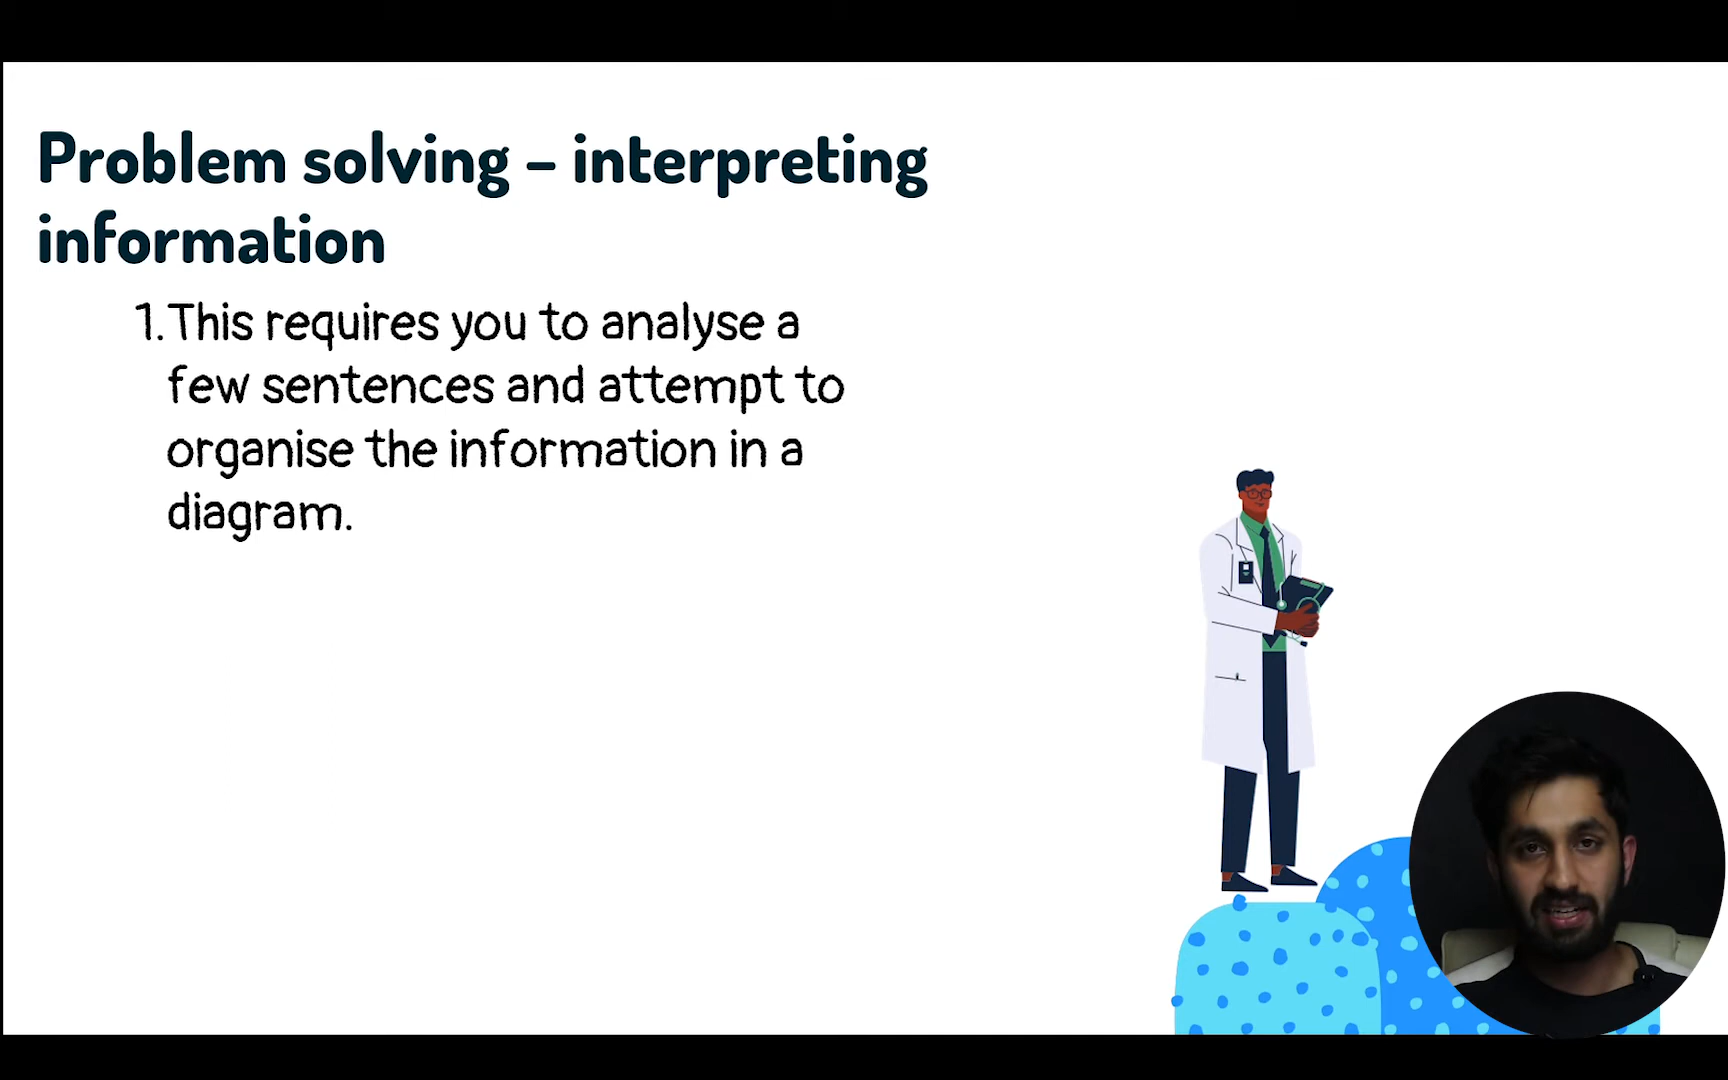 Problem solving – interpreting
information
1. This requires you to analyse a
few sentences and attempt to
organise the information in a
diagram.